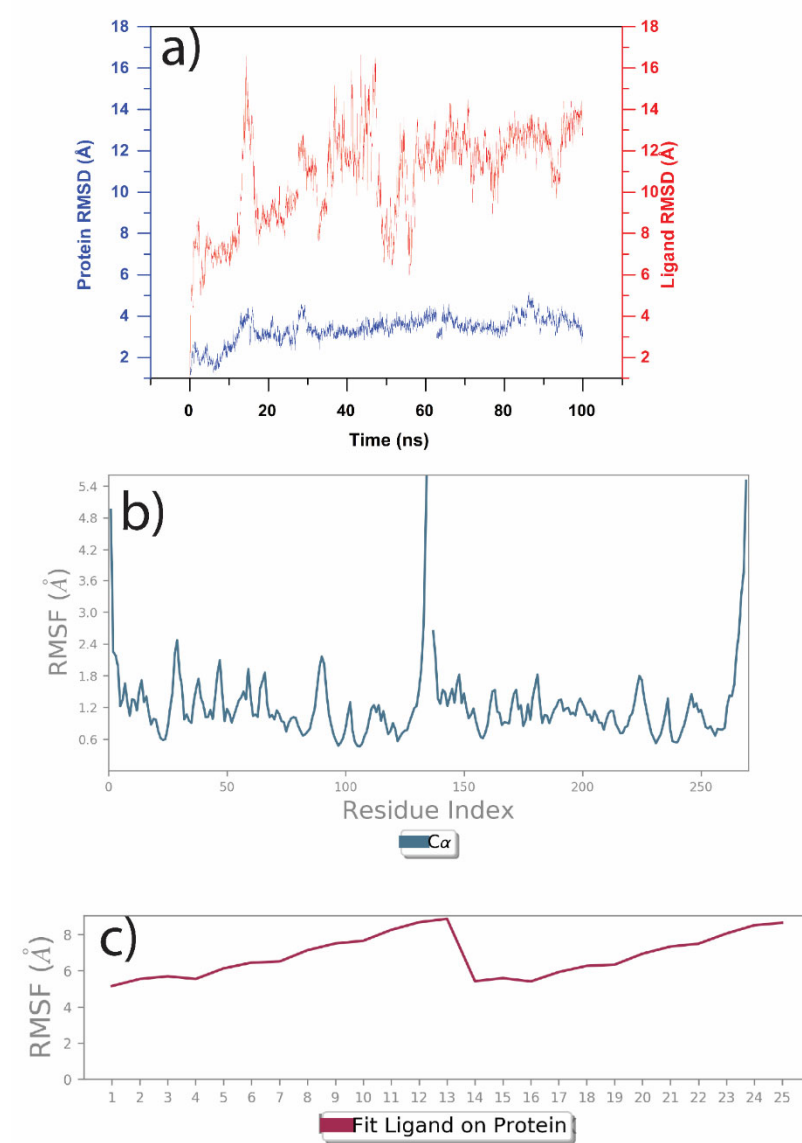 a)
18 16 14 12 10 8 6 4 2
Protein RMSD (Å)
18 16 14 12 10 8 6 4 2
Ligand RMSD (Å)
0 20 40 60 80 100
Time (ns)
b)
5.4 4.8 4.2 3.6 3.0 2.4 1.8 1.2 0.6
RMSF (Å)
0 50 100 150 200 250
Residue Index
Cα
c)
8 6 4 2 0
RMSF (Å)
1 2 3 4 5 6 7 8 9 10 11 12 13 14 15 16 17 18 19 20 21 22 23 24 25
Fit Ligand on Protein